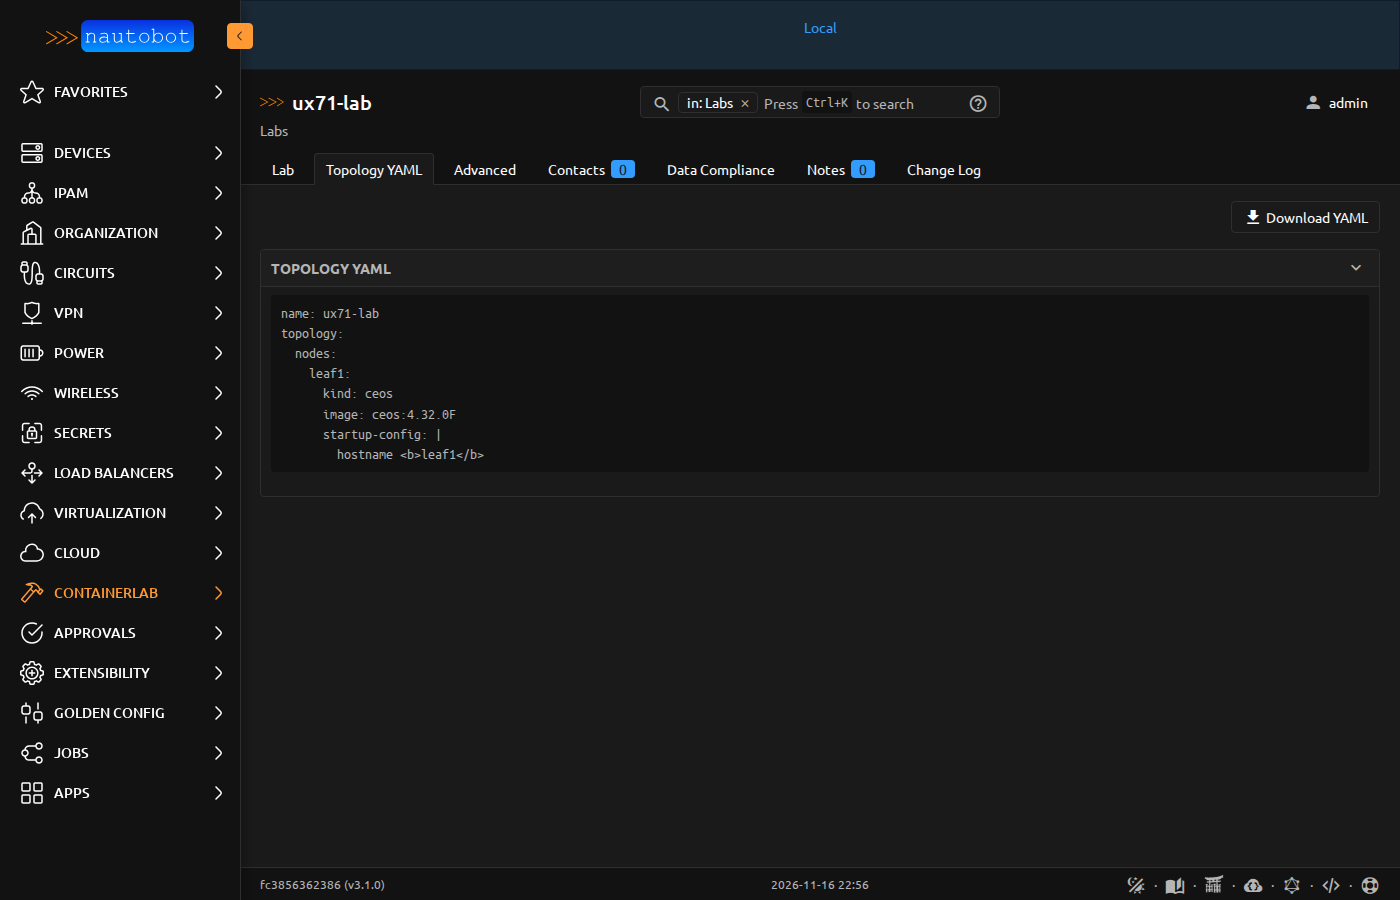 nautobot
Local
FAVORITES
DEVICES
IPAM
ORGANIZATION
CIRCUITS
VPN
POWER
WIRELESS
SECRETS
LOAD BALANCERS
VIRTUALIZATION
CLOUD
CONTAINERLAB
APPROVALS
EXTENSIBILITY
GOLDEN CONFIG
JOBS
APPS
>>> ux71-lab
in: Labs × Press Ctrl+K to search
admin
Labs
Lab Topology YAML Advanced Contacts 0 Data Compliance Notes 0 Change Log
Download YAML
TOPOLOGY YAML
name: ux71-lab
topology:
  nodes:
    leaf1:
      kind: ceos
      image: ceos:4.32.0F
      startup-config: |
        hostname <b>leaf1</b>
fc3856362386 (v3.1.0) 2026-11-16 22:56